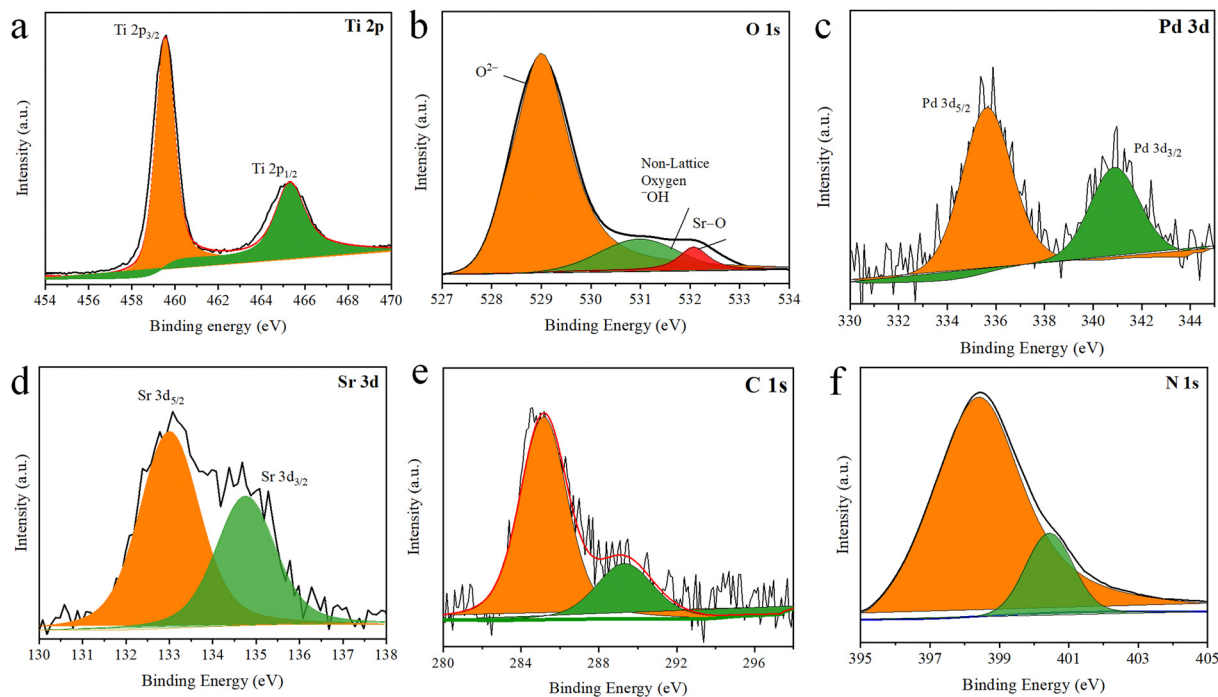 a
Ti 2p
Ti 2p3/2
Ti 2p1/2
Intensity (a.u.)
454 456 458 460 462 464 466 468 470
Binding energy (eV)
b
O 1s
O2−
Non-Lattice
Oxygen
−OH
Sr−O
Intensity (a.u.)
527 528 529 530 531 532 533 534
Binding Energy (eV)
c
Pd 3d
Pd 3d5/2
Pd 3d3/2
Intensity (a.u.)
330 332 334 336 338 340 342 344
Binding Energy (eV)
d
Sr 3d
Sr 3d5/2
Sr 3d3/2
Intensity (a.u.)
130 131 132 133 134 135 136 137 138
Binding Energy (eV)
e
C 1s
Intensity (a.u.)
280 284 288 292 296
Binding Energy (eV)
f
N 1s
Intensity (a.u.)
395 397 399 401 403 405
Binding Energy (eV)